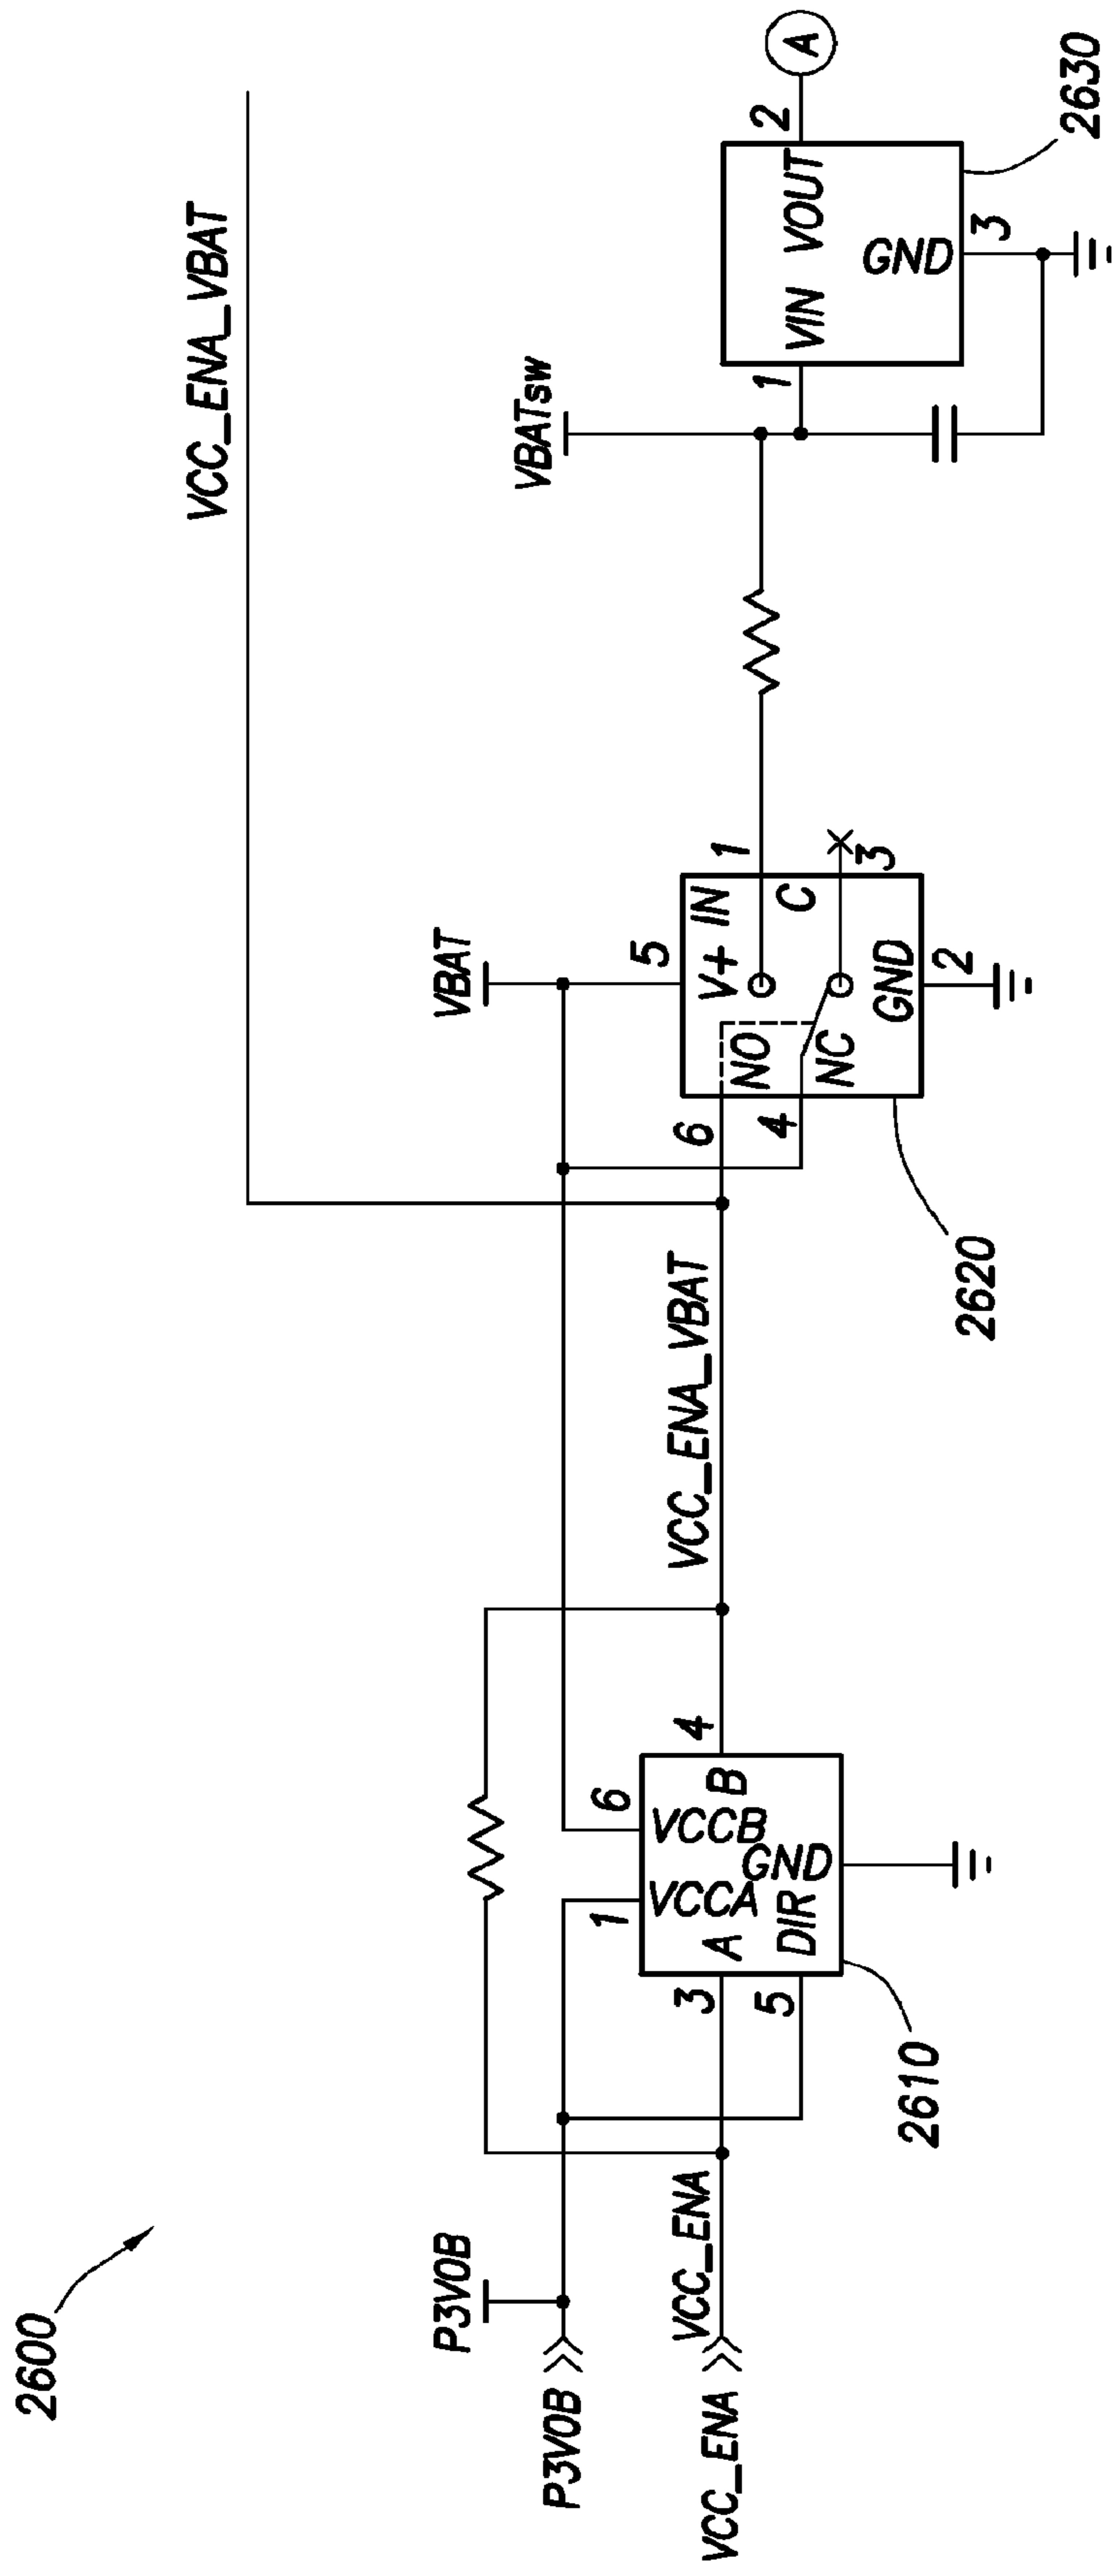 2600
VCC_ENA_VBAT
P3V0B
P3V0B
VCC_ENA
VCC_ENA
1
6
VCCA
VCCB
3
A
B
4
5
DIR
GND
2610
VCC_ENA_VBAT
VBAT
5
6
V+
IN
1
NO
4
NC
C
3
GND
2
2620
VBATsw
1
VIN
VOUT
2
GND
3
2630
A